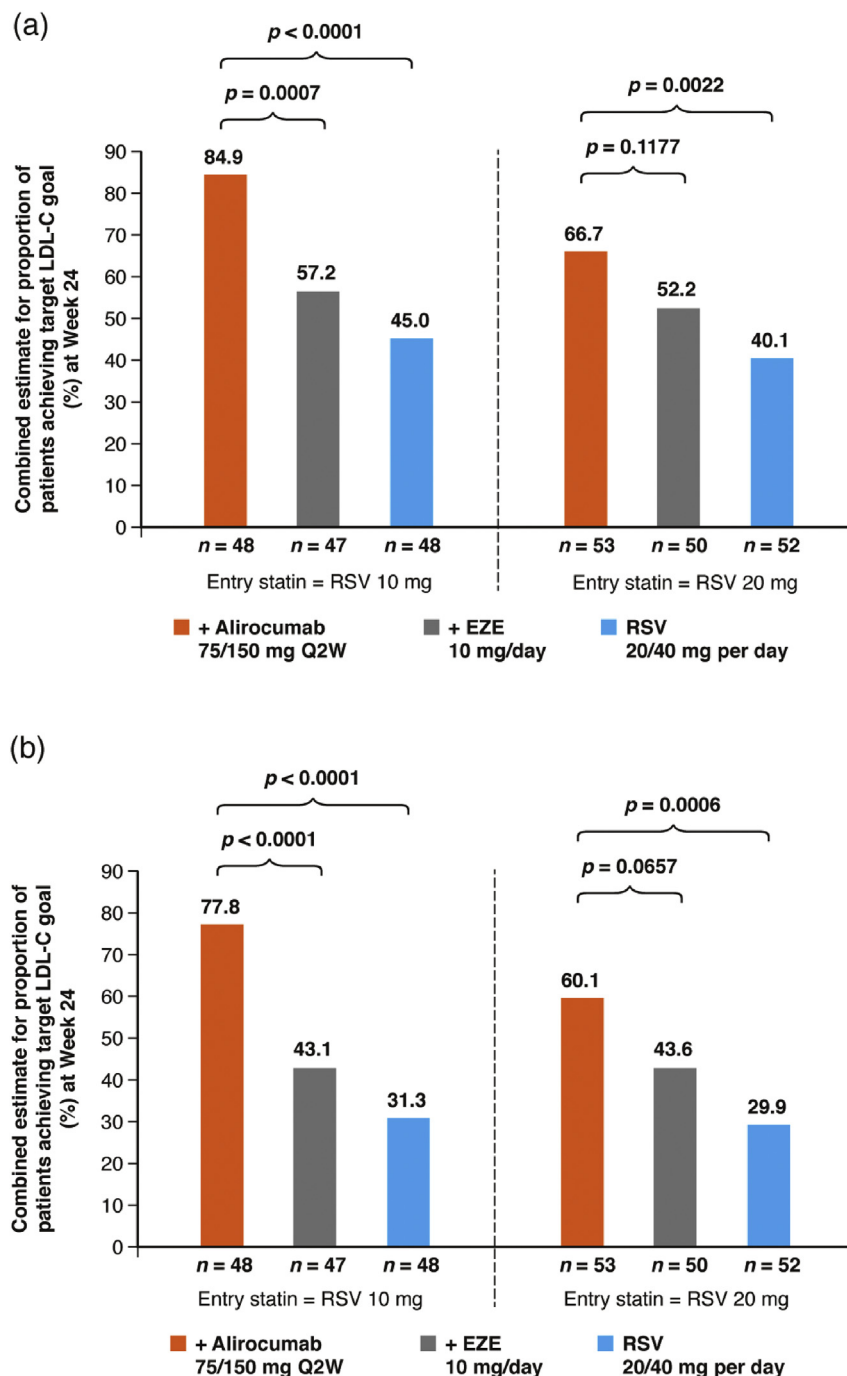 (a)
p < 0.0001
p = 0.0007
p = 0.0022
p = 0.1177
Combined estimate for proportion of
patients achieving target LDL-C goal
(%) at Week 24
90
80
70
60
50
40
30
20
10
0
84.9
57.2
45.0
66.7
52.2
40.1
n = 48 n = 47 n = 48 n = 53 n = 50 n = 52
Entry statin = RSV 10 mg Entry statin = RSV 20 mg
+ Alirocumab + EZE RSV
75/150 mg Q2W 10 mg/day 20/40 mg per day
(b)
p < 0.0001
p < 0.0001
p = 0.0006
p = 0.0657
Combined estimate for proportion of
patients achieving target LDL-C goal
(%) at Week 24
90
80
70
60
50
40
30
20
10
0
77.8
43.1
31.3
60.1
43.6
29.9
n = 48 n = 47 n = 48 n = 53 n = 50 n = 52
Entry statin = RSV 10 mg Entry statin = RSV 20 mg
+ Alirocumab + EZE RSV
75/150 mg Q2W 10 mg/day 20/40 mg per day